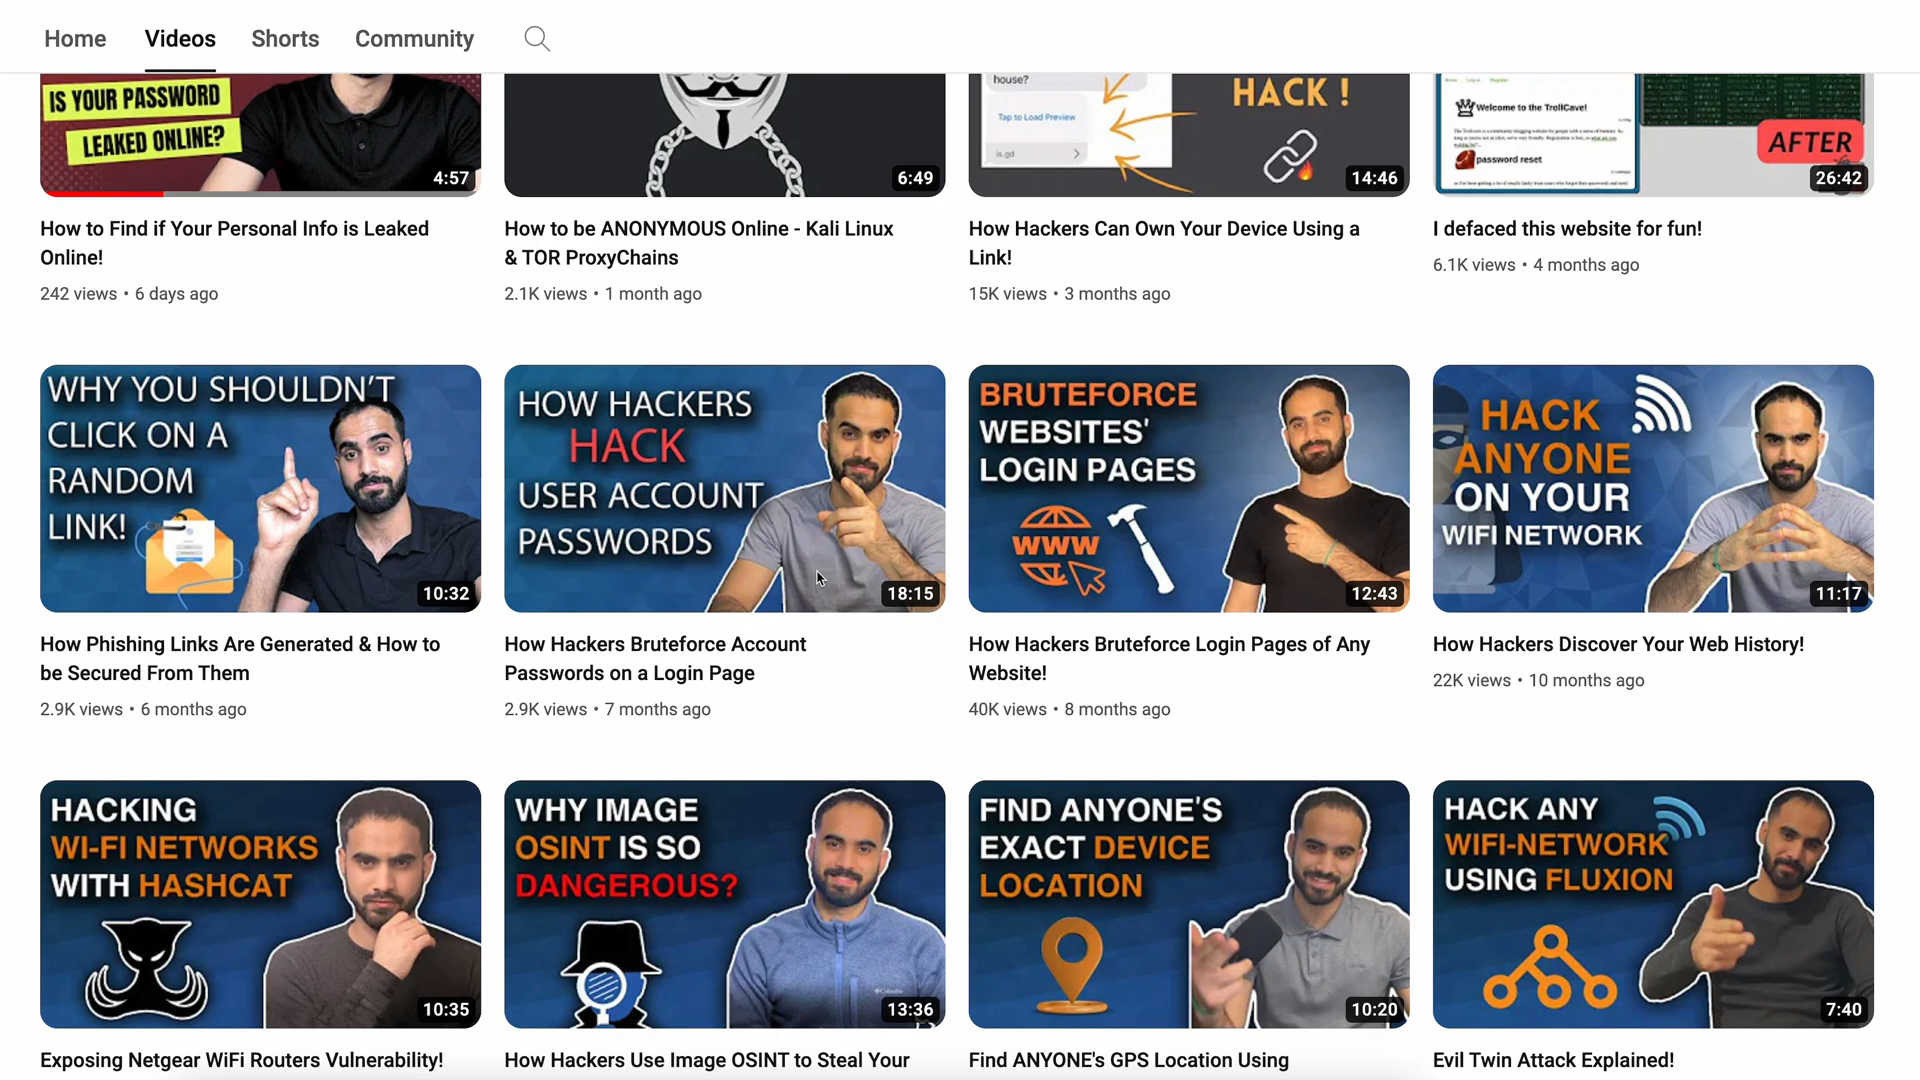 Home Videos Shorts Community
IS YOUR PASSWORD
LEAKED ONLINE?
4:57
6:49
house?
Tap to Load Preview
is.gd
HACK !
14:46
Welcome to the TrollCave!
password reset
AFTER
26:42
How to Find if Your Personal Info is Leaked
Online!
242 views • 6 days ago
How to be ANONYMOUS Online - Kali Linux
& TOR ProxyChains
2.1K views • 1 month ago
How Hackers Can Own Your Device Using a
Link!
15K views • 3 months ago
I defaced this website for fun!
6.1K views • 4 months ago
WHY YOU SHOULDN'T
CLICK ON A
RANDOM
LINK!
10:32
HOW HACKERS
HACK
USER ACCOUNT
PASSWORDS
18:15
BRUTEFORCE
WEBSITES'
LOGIN PAGES
WWW
12:43
HACK
ANYONE
ON YOUR
WIFI NETWORK
11:17
How Phishing Links Are Generated & How to
be Secured From Them
2.9K views • 6 months ago
How Hackers Bruteforce Account
Passwords on a Login Page
2.9K views • 7 months ago
How Hackers Bruteforce Login Pages of Any
Website!
40K views • 8 months ago
How Hackers Discover Your Web History!
22K views • 10 months ago
HACKING
WI-FI NETWORKS
WITH HASHCAT
10:35
WHY IMAGE
OSINT IS SO
DANGEROUS?
Columbia
13:36
FIND ANYONE'S
EXACT DEVICE
LOCATION
10:20
HACK ANY
WIFI-NETWORK
USING FLUXION
7:40
Exposing Netgear WiFi Routers Vulnerability!
How Hackers Use Image OSINT to Steal Your
Find ANYONE's GPS Location Using
Evil Twin Attack Explained!